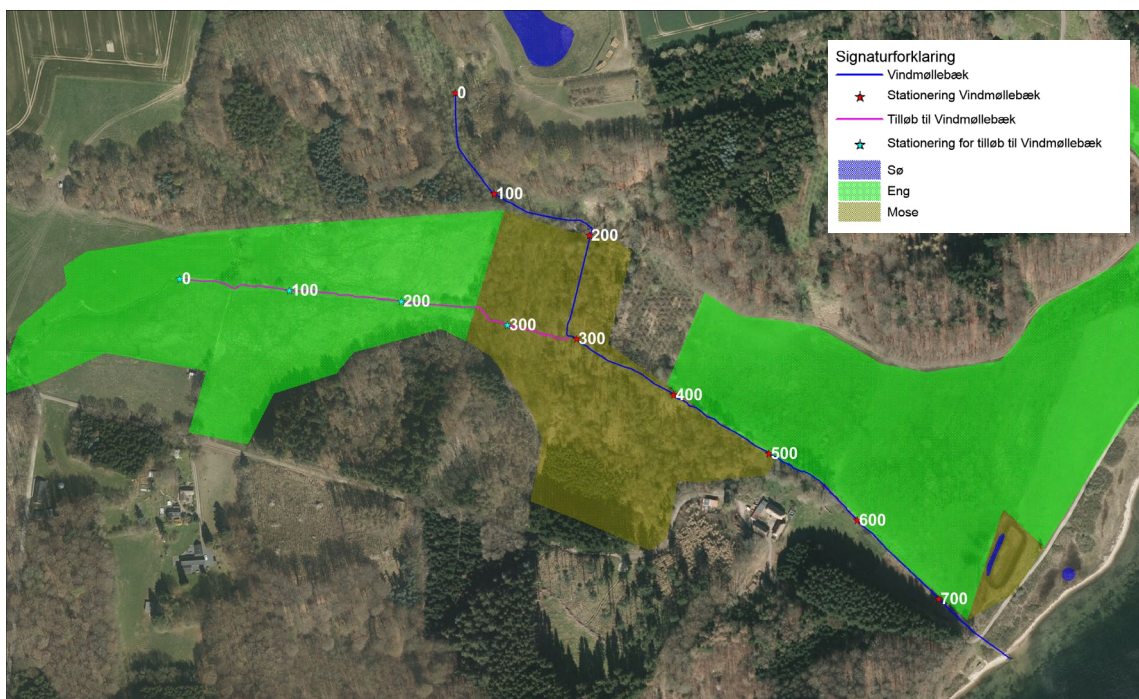 Signaturforklaring
Vindmøllebæk
Stationering Vindmøllebæk
Tilløb til Vindmøllebæk
Stationering for tilløb til Vindmøllebæk
Sø
Eng
Mose
0
100
200
0
100
200
300
300
400
500
600
700